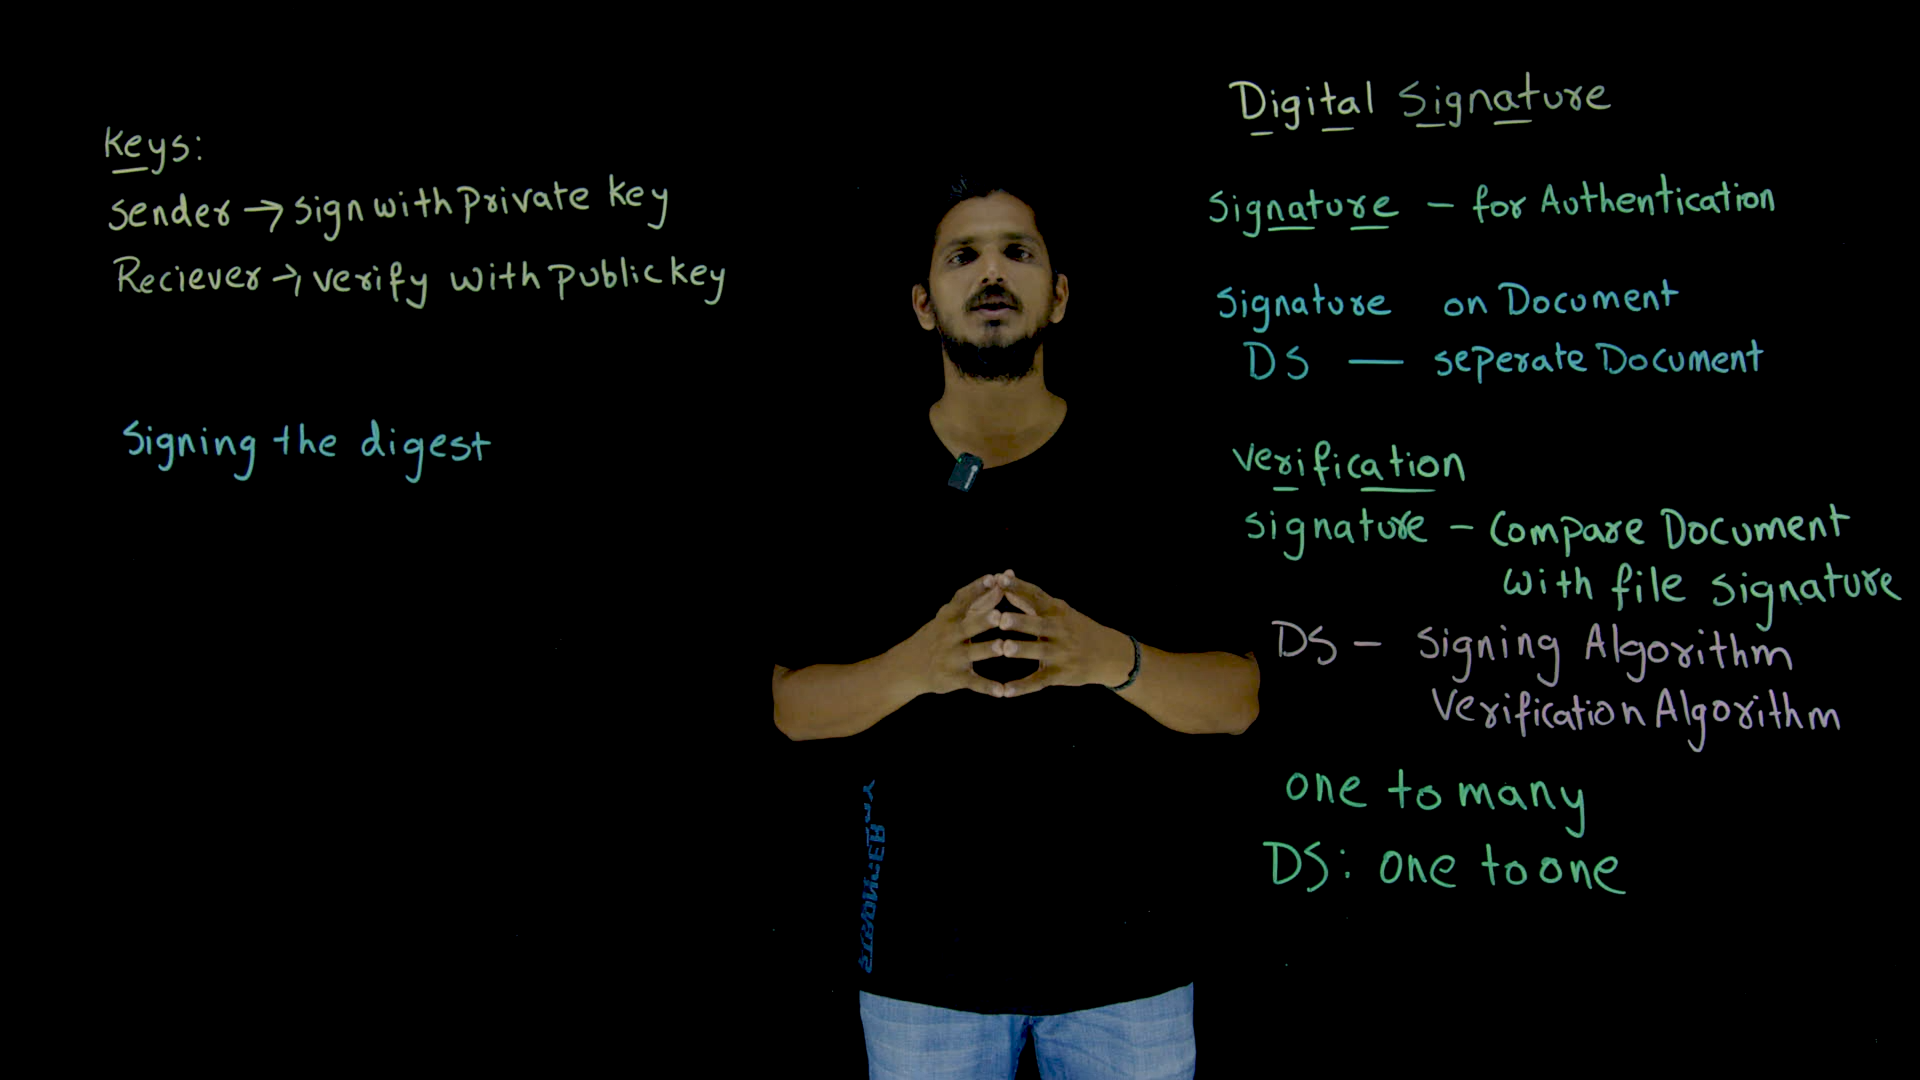 Keys:
Sender → Sign with Private Key
Reciever → Verify with Public Key
Signing the digest
Digital Signature
Signature - for Authentication
Signature on Document
DS — seperate Document
Verification
Signature - Compare Document
with file signature
DS - Signing Algorithm
Verification Algorithm
one to many
DS: one to one